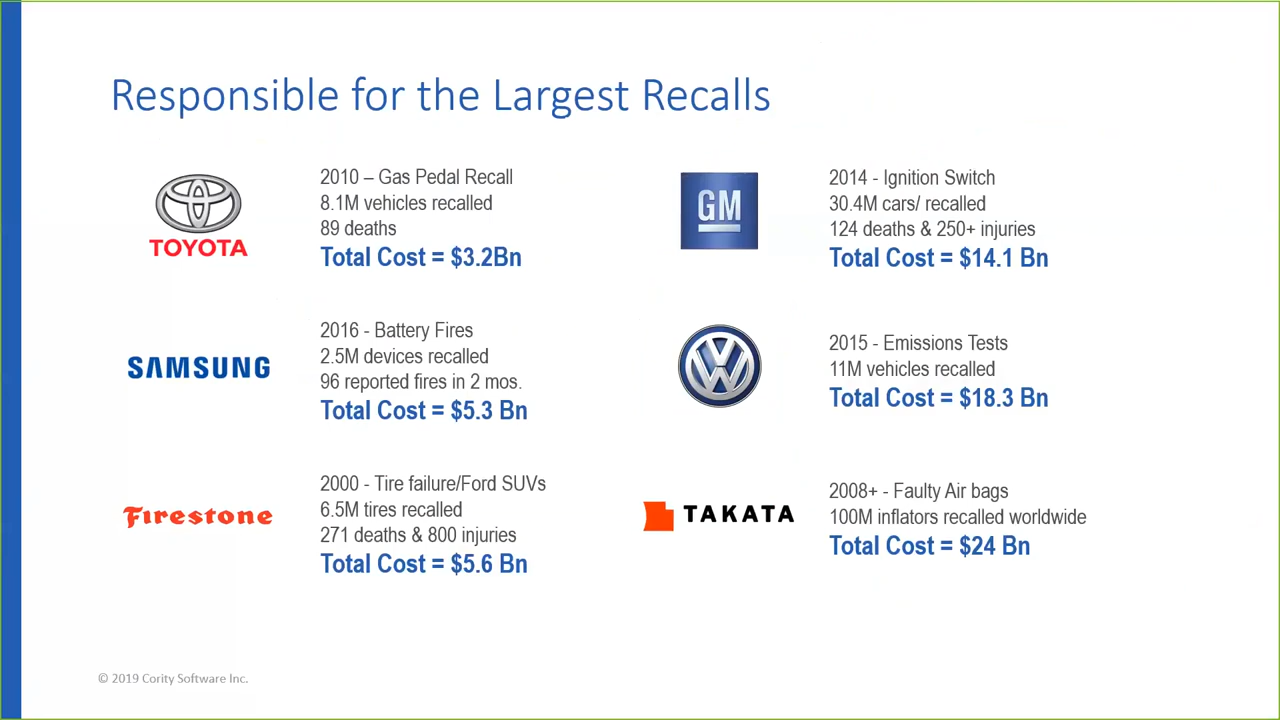 Responsible for the Largest Recalls
TOYOTA
2010 – Gas Pedal Recall
8.1M vehicles recalled
89 deaths
Total Cost = $3.2Bn
GM
2014 - Ignition Switch
30.4M cars/ recalled
124 deaths & 250+ injuries
Total Cost = $14.1 Bn
SAMSUNG
2016 - Battery Fires
2.5M devices recalled
96 reported fires in 2 mos.
Total Cost = $5.3 Bn
VW
2015 - Emissions Tests
11M vehicles recalled
Total Cost = $18.3 Bn
Firestone
2000 - Tire failure/Ford SUVs
6.5M tires recalled
271 deaths & 800 injuries
Total Cost = $5.6 Bn
TAKATA
2008+ - Faulty Air bags
100M inflators recalled worldwide
Total Cost = $24 Bn
© 2019 Cority Software Inc.